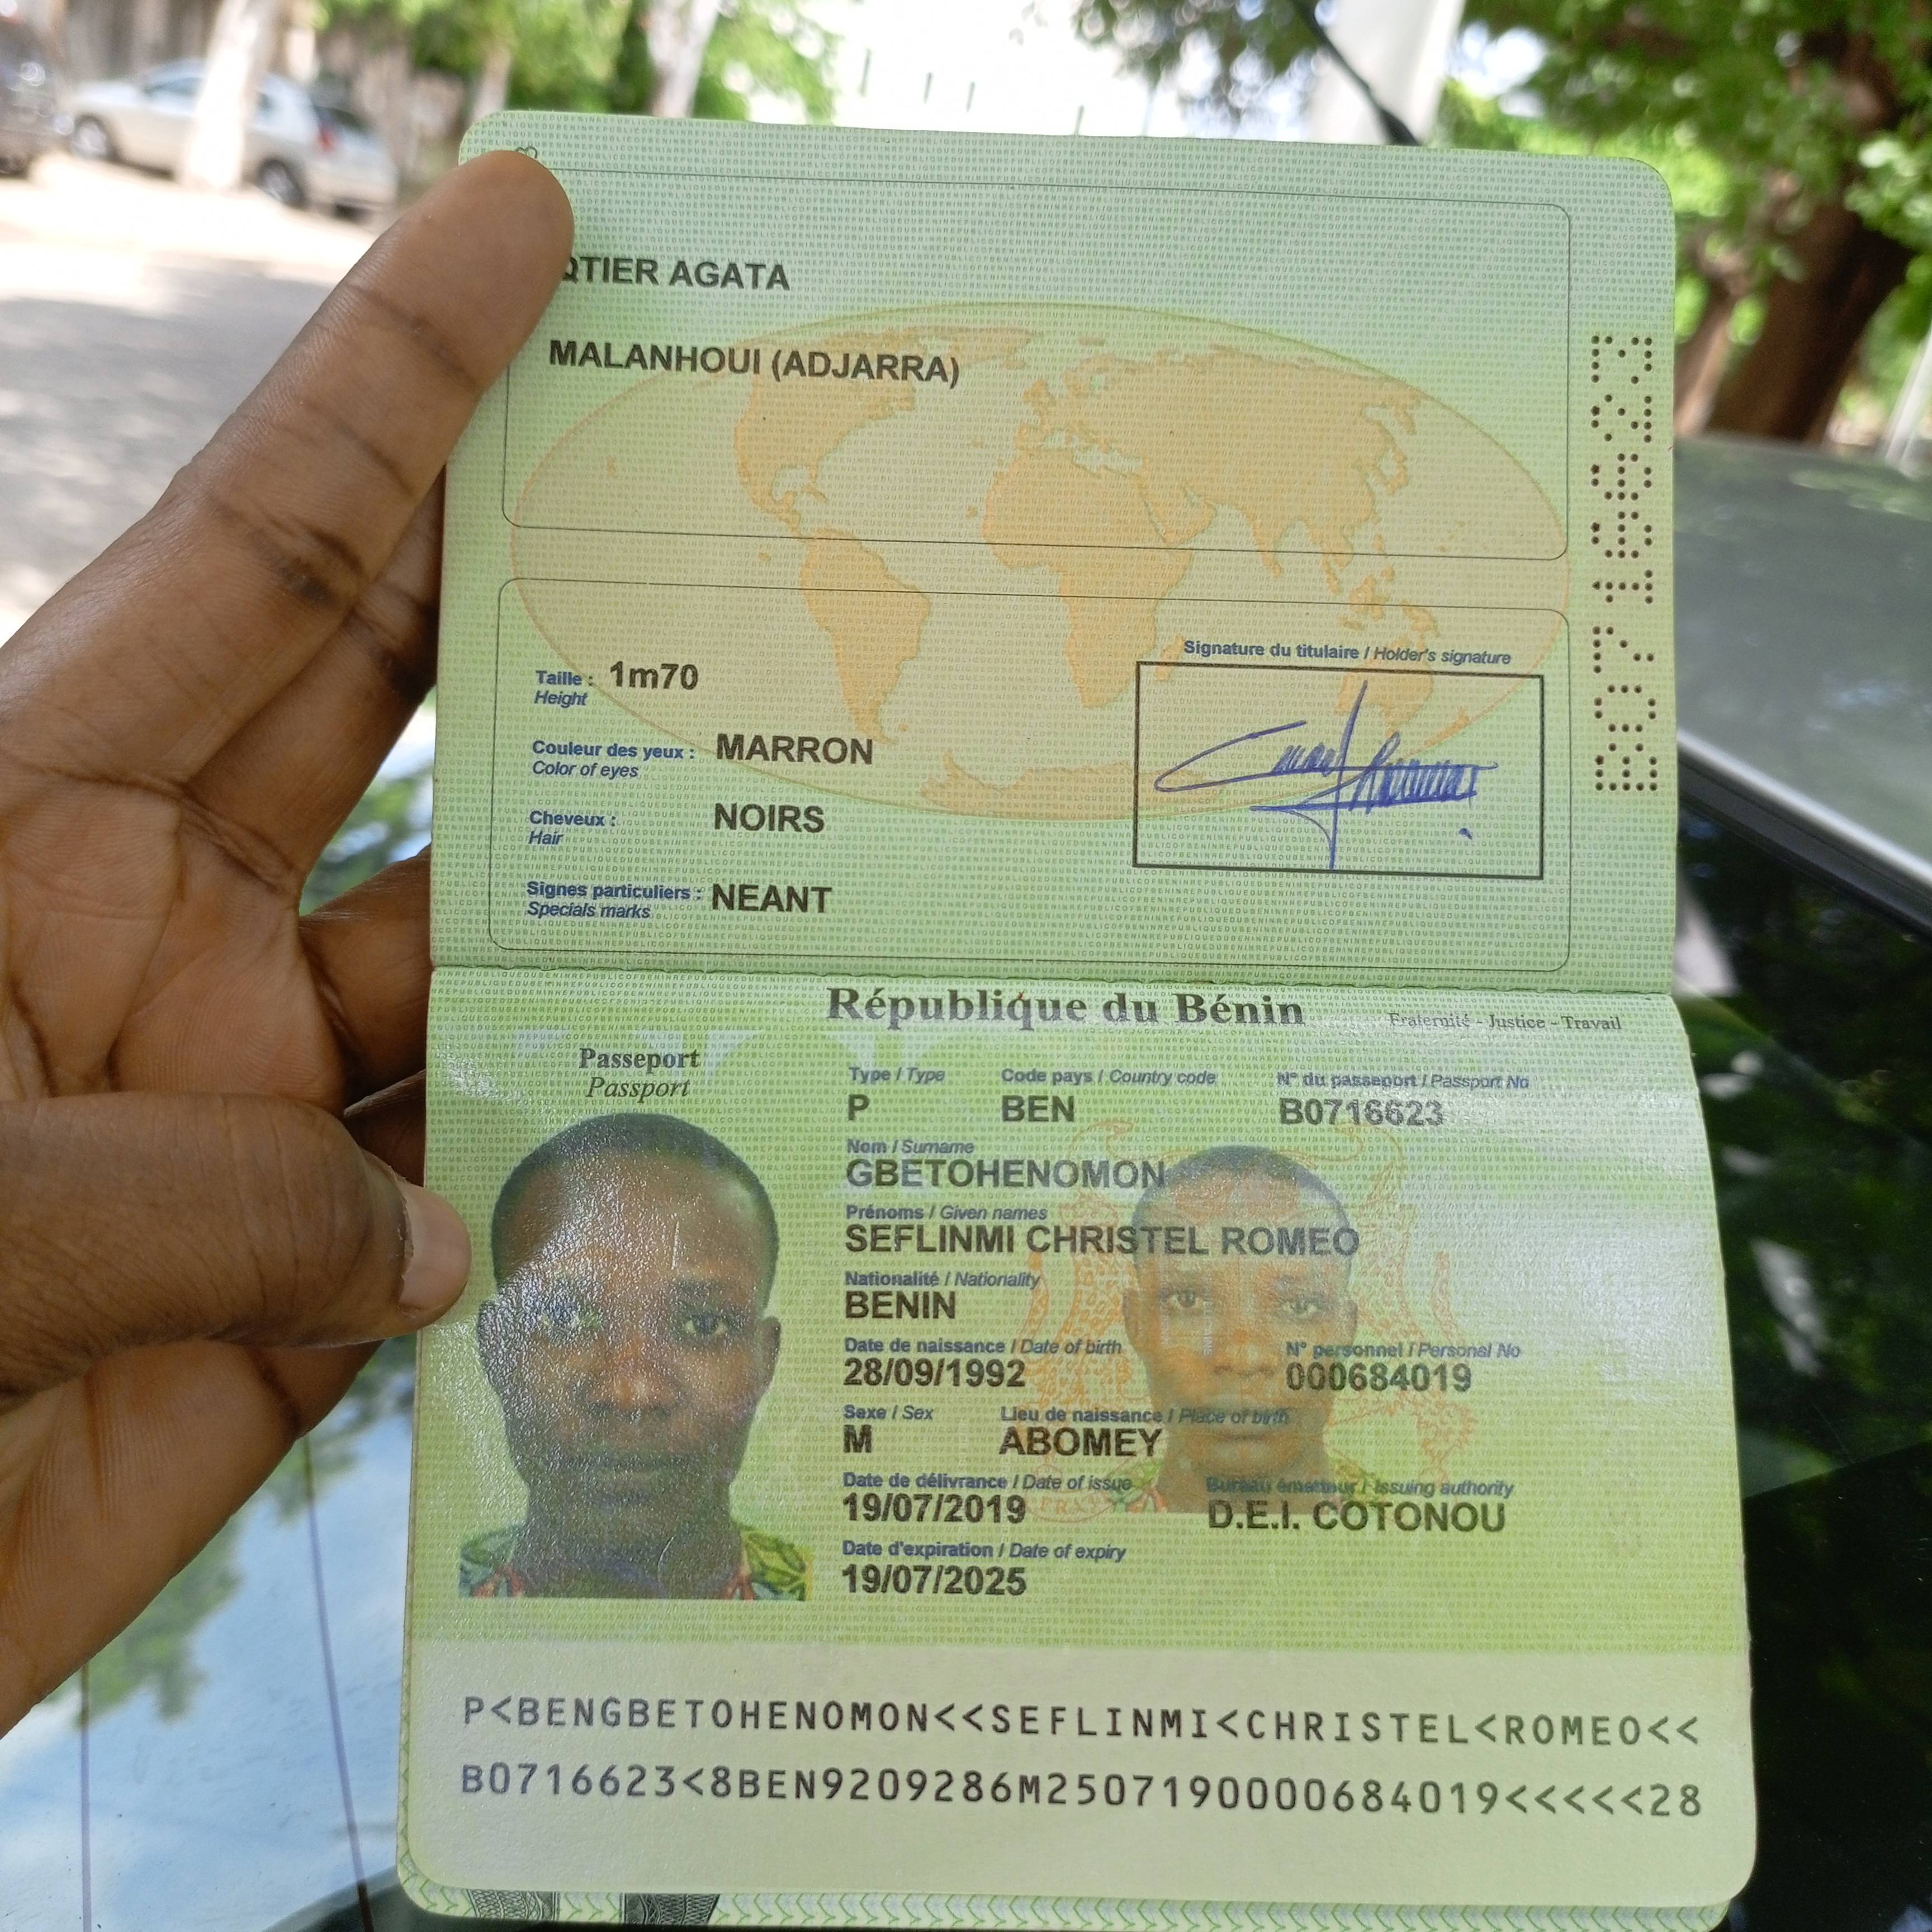 QTIER AGATA
MALANHOUI (ADJARRA)
B0716623
Taille : 1m70
Height
Couleur des yeux : MARRON
Color of eyes
Cheveux : NOIRS
Hair
Signes particuliers : NEANT
Specials marks
Signature du titulaire / Holder's signature
République du Bénin
Fraternité - Justice - Travail
Passeport
Passport
Type / Type Code pays / Country code N° du passeport / Passport No
P BEN B0716623
Nom / Surname
GBETOHENOMON
Prénoms / Given names
SEFLINMI CHRISTEL ROMEO
Nationalité / Nationality
BENIN
Date de naissance / Date of birth N° personnel / Personal No
28/09/1992 000684019
Sexe / Sex Lieu de naissance / Place of birth
M ABOMEY
Date de délivrance / Date of issue Bureau émetteur / Issuing authority
19/07/2019 D.E.I. COTONOU
Date d'expiration / Date of expiry
19/07/2025
P<BENGBETOHENOMON<<SEFLINMI<CHRISTEL<ROMEO<<
B0716623<8BEN9209286M2507190000684019<<<<<28